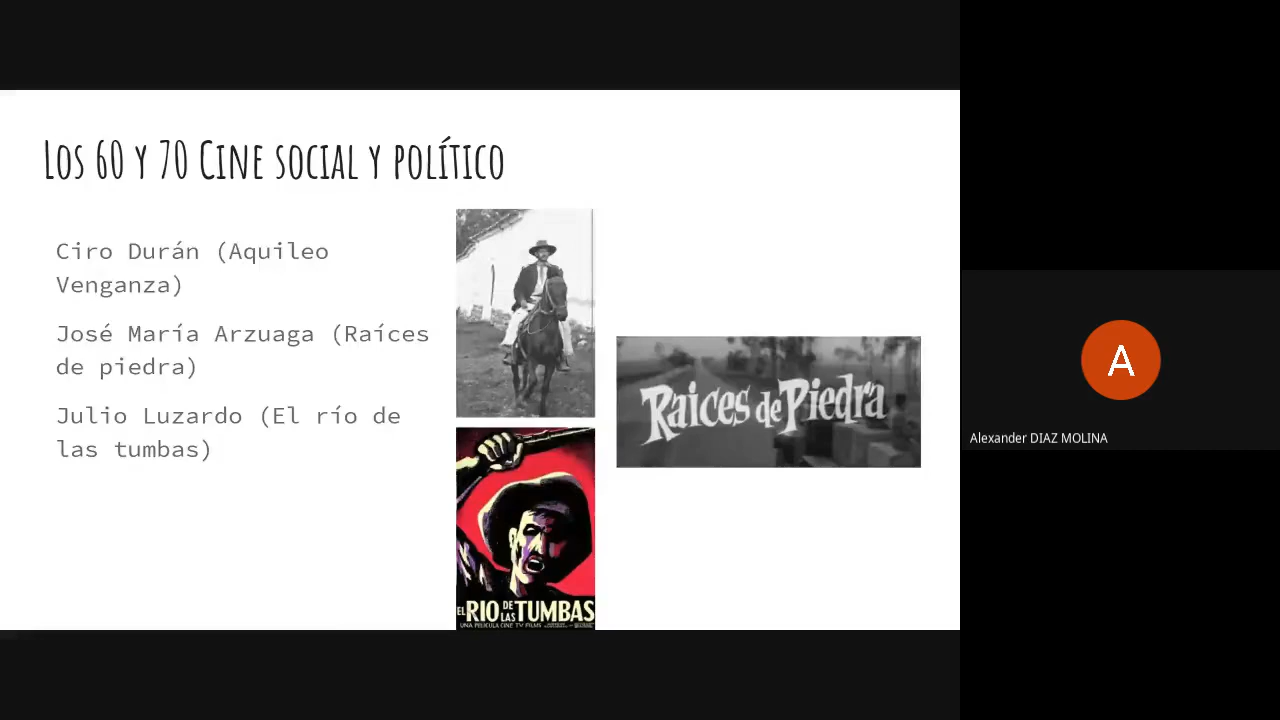 Los 60 y 70 Cine social y político
Ciro Durán (Aquileo
Venganza)
José María Arzuaga (Raíces
de piedra)
Julio Luzardo (El río de
las tumbas)
Raices de Piedra
EL RIO DE LAS TUMBAS
UNA PELICULA CINE TV FILMS
A
Alexander DIAZ MOLINA